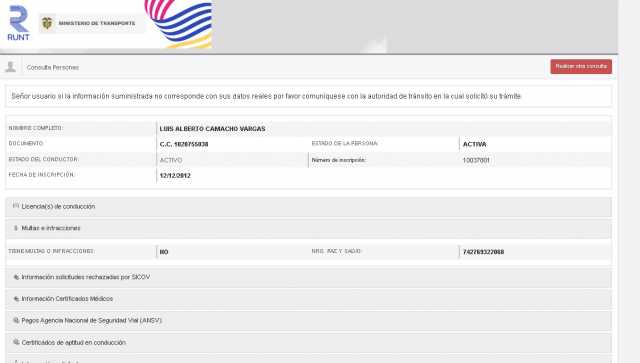 RUNT
MINISTERIO DE TRANSPORTE
Consulta Personas
Realizar otra consulta
Señor usuario si la información suministrada no corresponde con sus datos reales por favor comuníquese con la autoridad de tránsito en la cual solicitó su trámite.
NOMBRE COMPLETO: LUIS ALBERTO CAMACHO VARGAS
DOCUMENTO: C.C. 1020755038 ESTADO DE LA PERSONA: ACTIVA
ESTADO DEL CONDUCTOR: ACTIVO Número de inscripción: 10037801
FECHA DE INSCRIPCIÓN: 12/12/2012
Licencia(s) de conducción
Multas e infracciones
TIENE MULTAS O INFRACCIONES: NO NRO. PAZ Y SALVO: 742769322068
Información solicitudes rechazadas por SICOV
Información Certificados Médicos
Pagos Agencia Nacional de Seguridad Vial (ANSV)
Certificados de aptitud en conducción